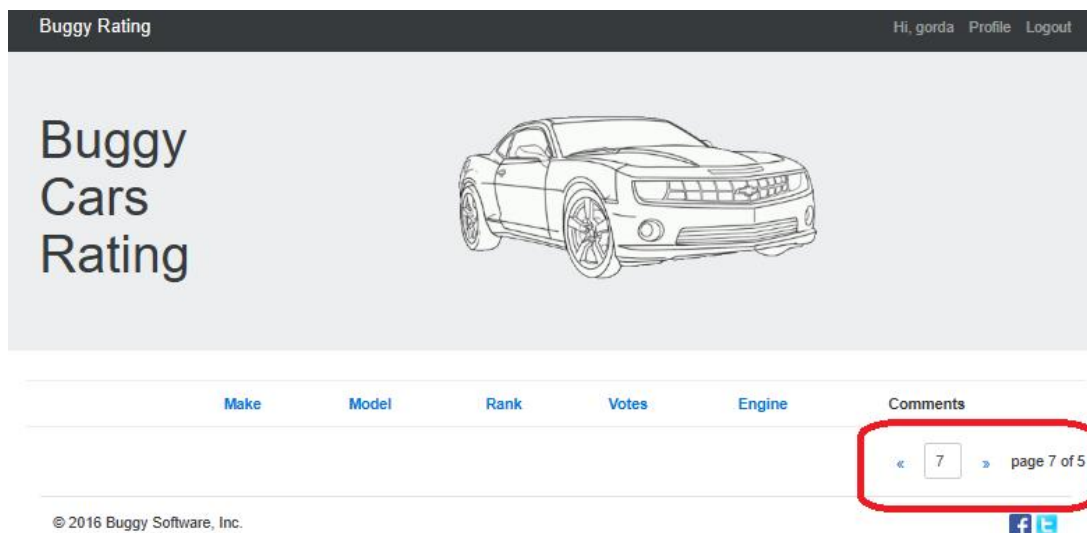 Buggy Rating Hi, gorda Profile Logout
Buggy
Cars
Rating
Make Model Rank Votes Engine Comments
« 7 » page 7 of 5
© 2016 Buggy Software, Inc.